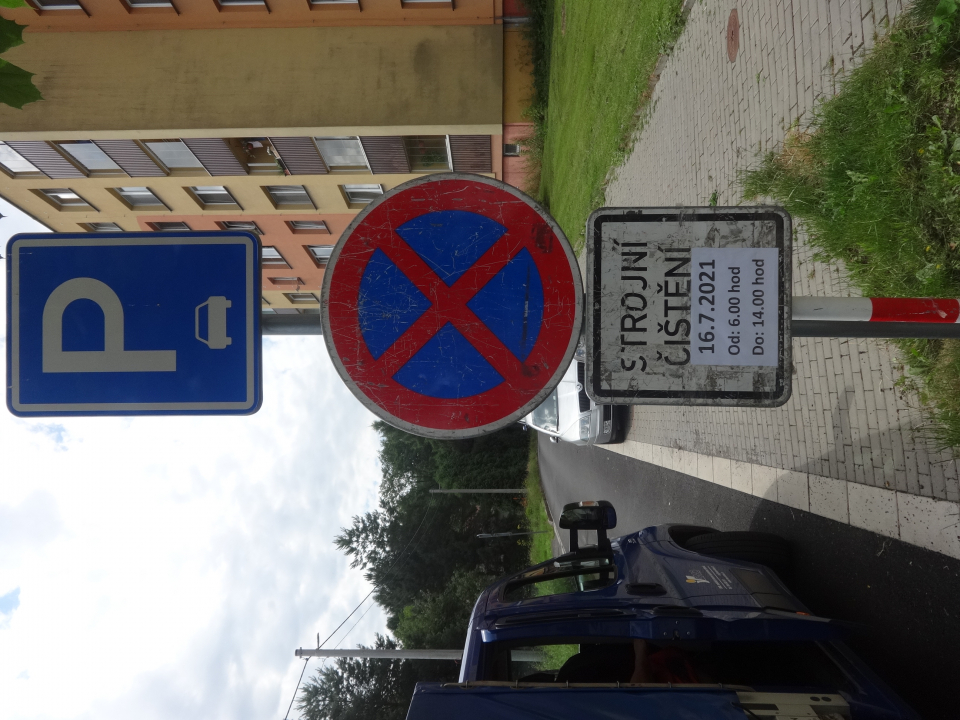 P
STROJNÍ
ČIŠTĚNÍ
16.7.2021
Od: 6.00 hod
Do: 14.00 hod